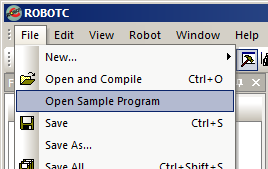 ROBOTC
File Edit View Robot Window Help
New...
Open and Compile Ctrl+O
Open Sample Program
Save Ctrl+S
Save As...
Save All Ctrl+Shift+S